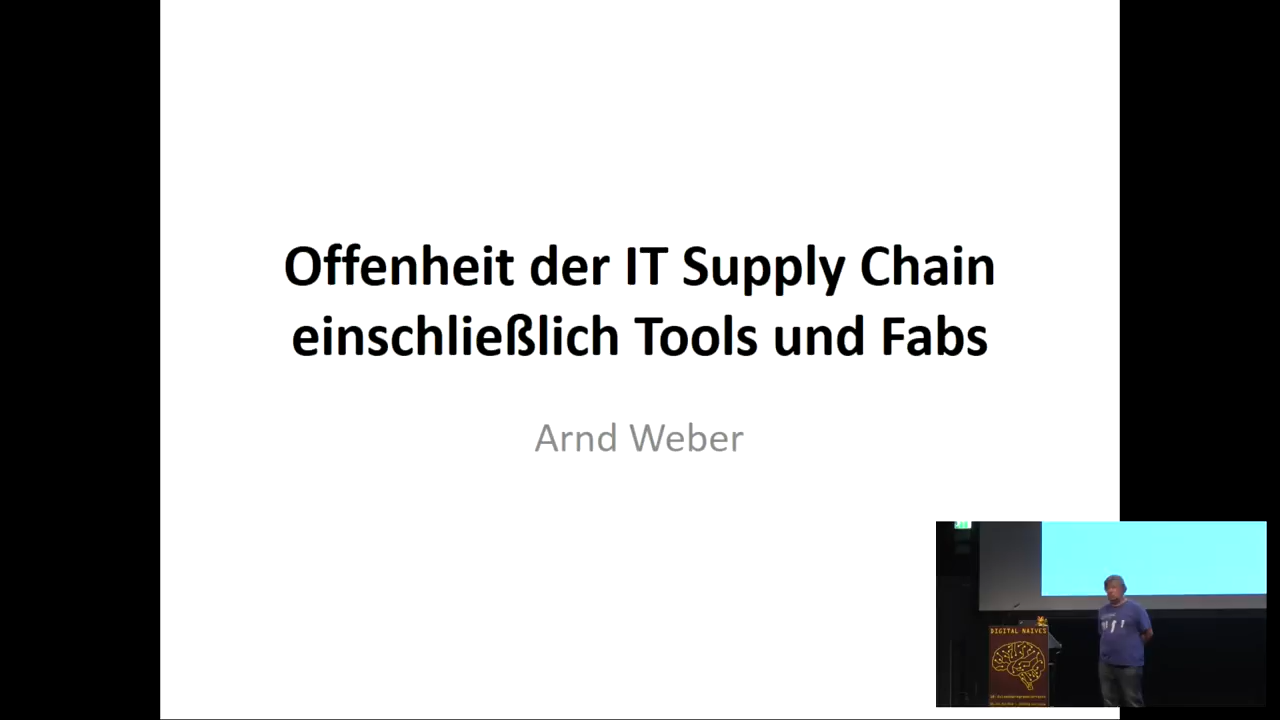 Offenheit der IT Supply Chain
einschließlich Tools und Fabs
Arnd Weber
DIGITAL NAIVES